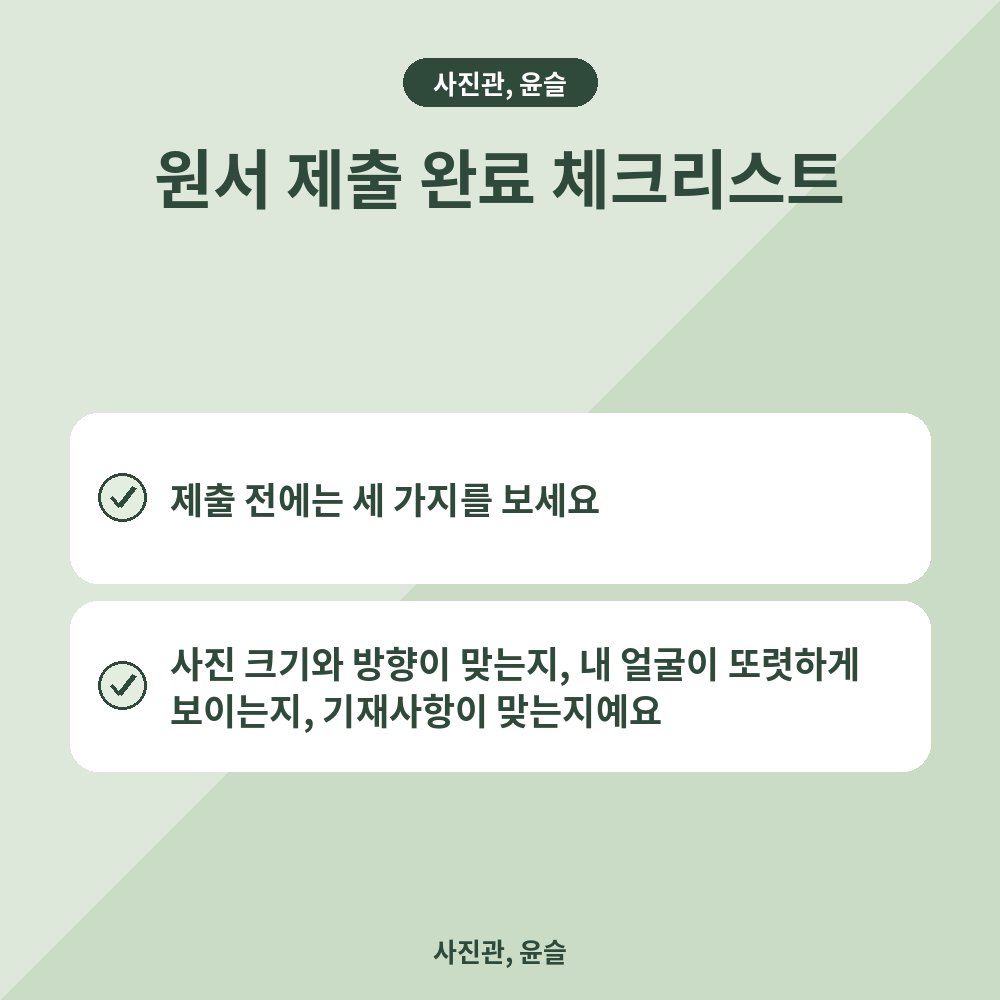 사진관, 윤슬
원서 제출 완료 체크리스트
제출 전에는 세 가지를 보세요
사진 크기와 방향이 맞는지, 내 얼굴이 또렷하게
보이는지, 기재사항이 맞는지예요
사진관, 윤슬